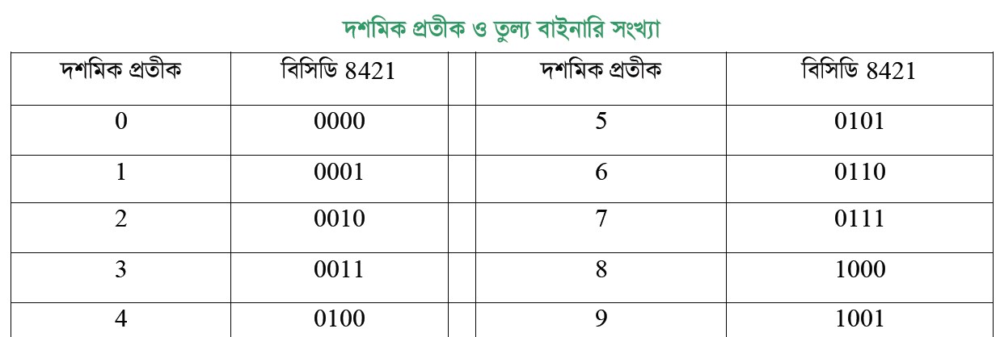 দশমিক প্রতীক ও তুল্য বাইনারি সংখ্যা
দশমিক প্রতীক বিসিডি 8421 দশমিক প্রতীক বিসিডি 8421
0 0000 5 0101
1 0001 6 0110
2 0010 7 0111
3 0011 8 1000
4 0100 9 1001